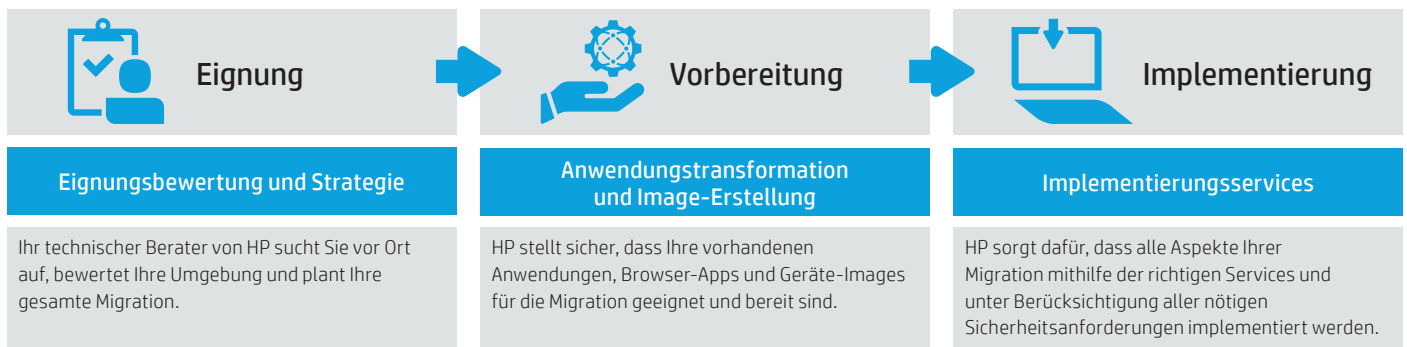 Eignung
Vorbereitung
Implementierung
Eignungsbewertung und Strategie
Anwendungstransformation
und Image-Erstellung
Implementierungsservices
Ihr technischer Berater von HP sucht Sie vor Ort
auf, bewertet Ihre Umgebung und plant Ihre
gesamte Migration.
HP stellt sicher, dass Ihre vorhandenen
Anwendungen, Browser-Apps und Geräte-Images
für die Migration geeignet und bereit sind.
HP sorgt dafür, dass alle Aspekte Ihrer
Migration mithilfe der richtigen Services und
unter Berücksichtigung aller nötigen
Sicherheitsanforderungen implementiert werden.